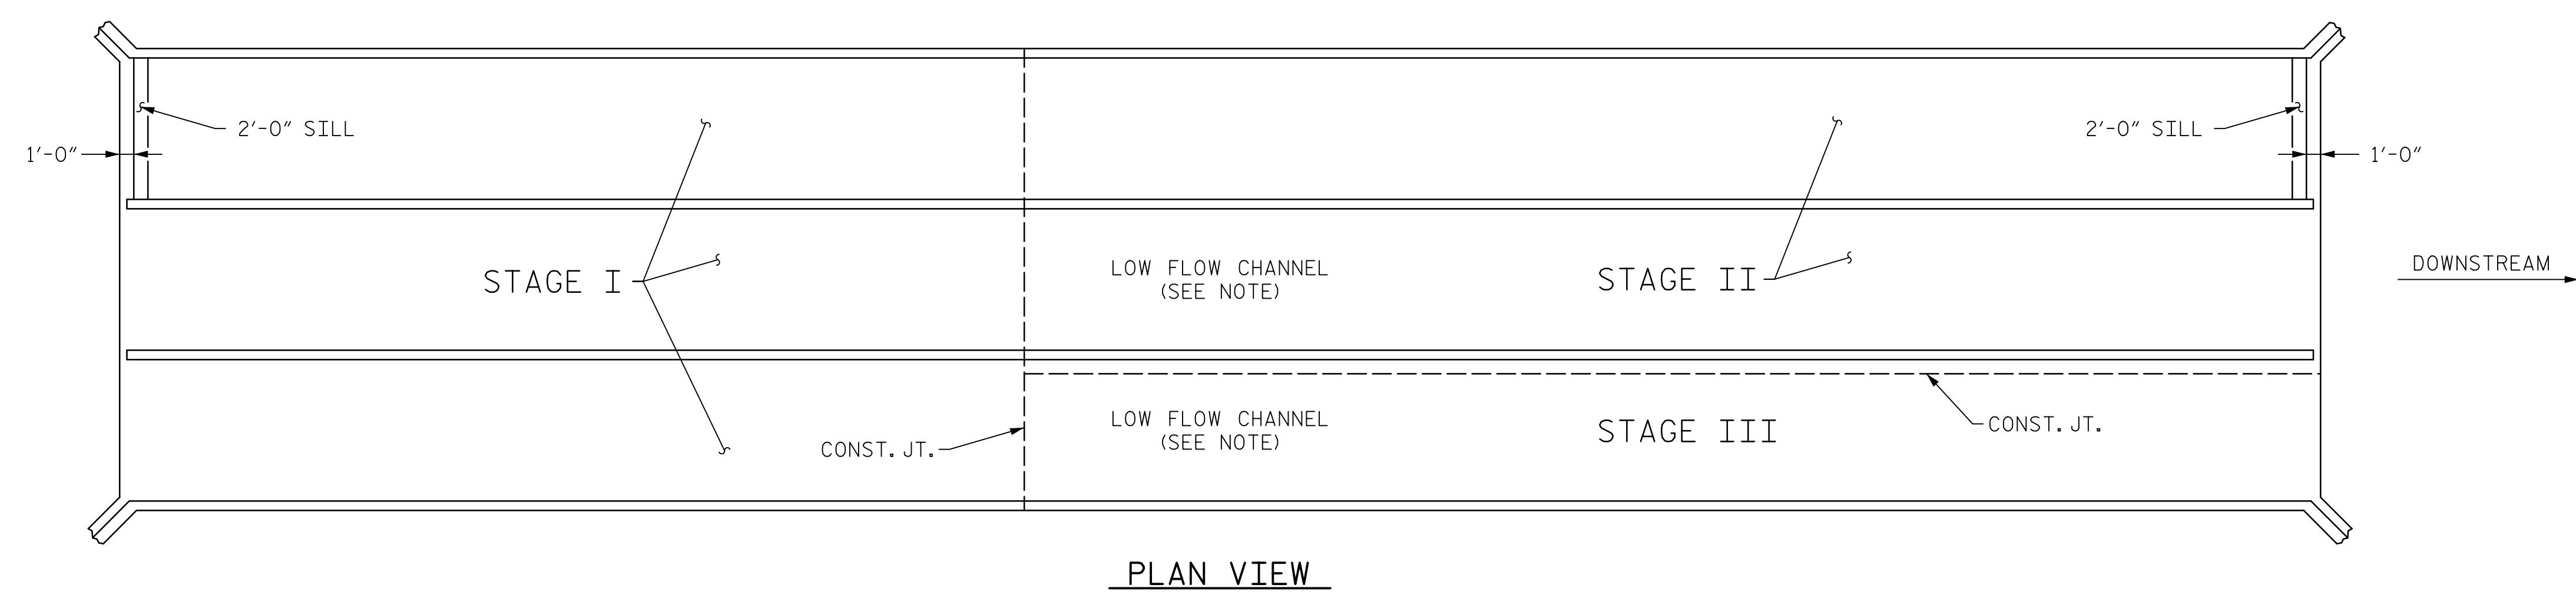 2'-0" SILL
2'-0" SILL
1'-0"
1'-0"
DOWNSTREAM
STAGE I
LOW FLOW CHANNEL
(SEE NOTE)
STAGE II
CONST. JT.
LOW FLOW CHANNEL
(SEE NOTE)
STAGE III
CONST. JT.
PLAN VIEW